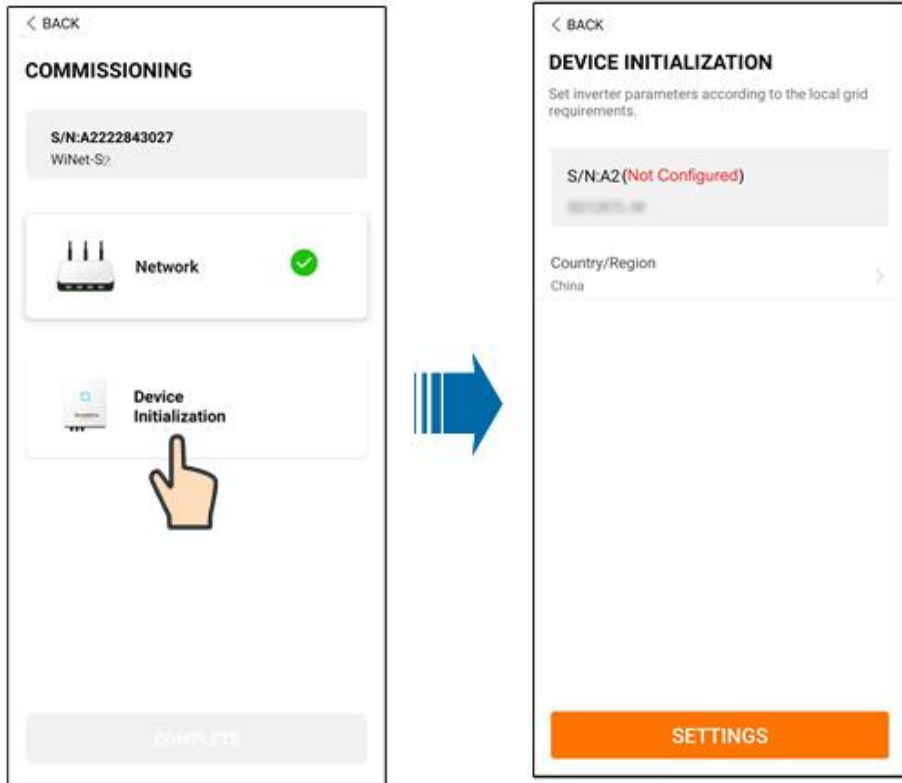 < BACK
COMMISSIONING
S/N:A2222843027
WiNet-S
Network
Device
Initialization
COMPLETE
< BACK
DEVICE INITIALIZATION
Set inverter parameters according to the local grid
requirements.
S/N:A2(Not Configured)
Country/Region
China
SETTINGS